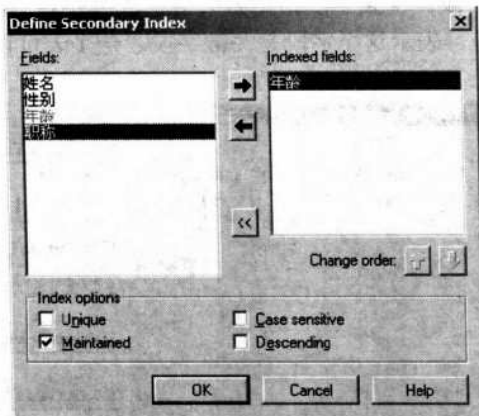 Define Secondary Index
Fields:
姓名
性别
年龄
职称
Indexed fields:
年龄
<<
Change order:
Index options
Unique
Case sensitive
Maintained
Descending
OK
Cancel
Help